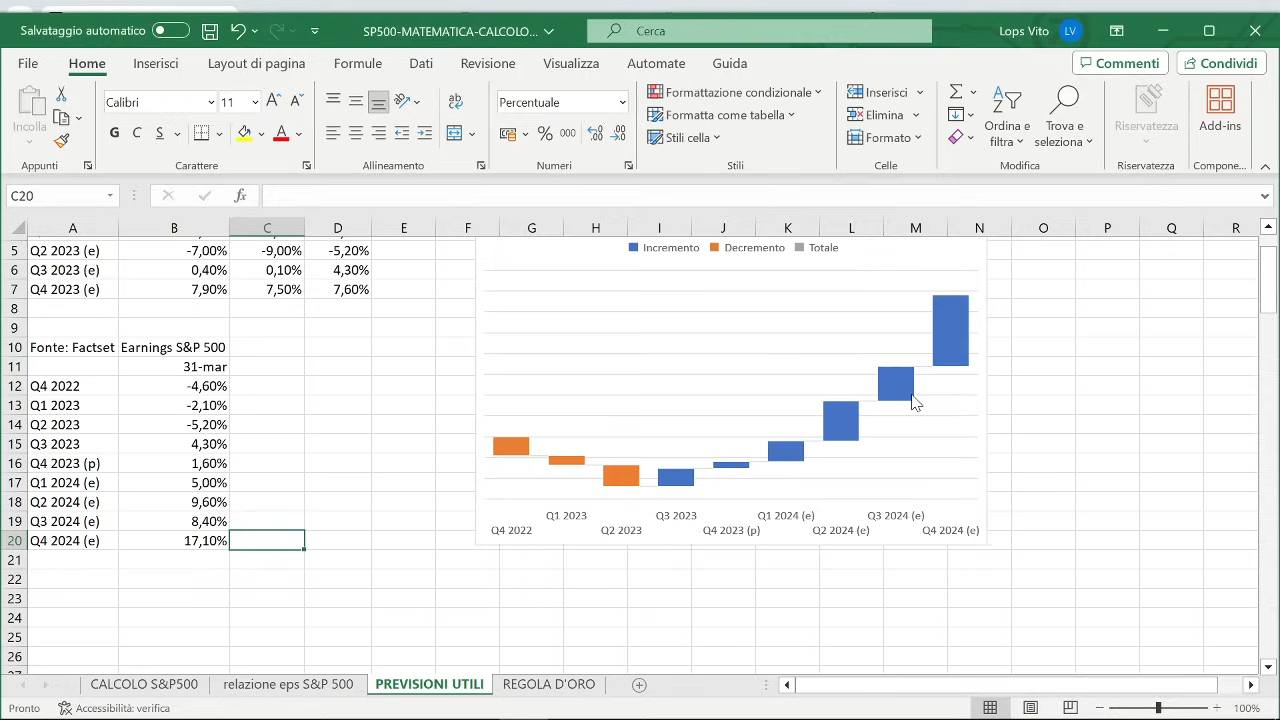 Salvataggio automatico SP500-MATEMATICA-CALCOLO... Cerca Lops Vito LV
File Home Inserisci Layout di pagina Formule Dati Revisione Visualizza Automate Guida Commenti Condividi
Incolla
Calibri 11
G C S A
Percentuale
% 000
Formattazione condizionale
Formatta come tabella
Stili cella
Inserisci
Elimina
Formato
Ordina e filtra
Trova e seleziona
Riservatezza
Add-ins
Appunti Carattere Allineamento Numeri Stili Celle Modifica Riservatezza Compone...
C20 fx
A B C D E F G H I J K L M N O P Q R
5 Q2 2023 (e) -7,00% -9,00% -5,20%
6 Q3 2023 (e) 0,40% 0,10% 4,30%
7 Q4 2023 (e) 7,90% 7,50% 7,60%
8
9
10 Fonte: Factset Earnings S&P 500
11 31-mar
12 Q4 2022 -4,60%
13 Q1 2023 -2,10%
14 Q2 2023 -5,20%
15 Q3 2023 4,30%
16 Q4 2023 (p) 1,60%
17 Q1 2024 (e) 5,00%
18 Q2 2024 (e) 9,60%
19 Q3 2024 (e) 8,40%
20 Q4 2024 (e) 17,10%
21
22
23
24
25
26
Incremento Decremento Totale
Q1 2023 Q3 2023 Q1 2024 (e) Q3 2024 (e)
Q4 2022 Q2 2023 Q4 2023 (p) Q2 2024 (e) Q4 2024 (e)
CALCOLO S&P500 relazione eps S&P 500 PREVISIONI UTILI REGOLA D'ORO
Pronto Accessibilità: verifica 100%